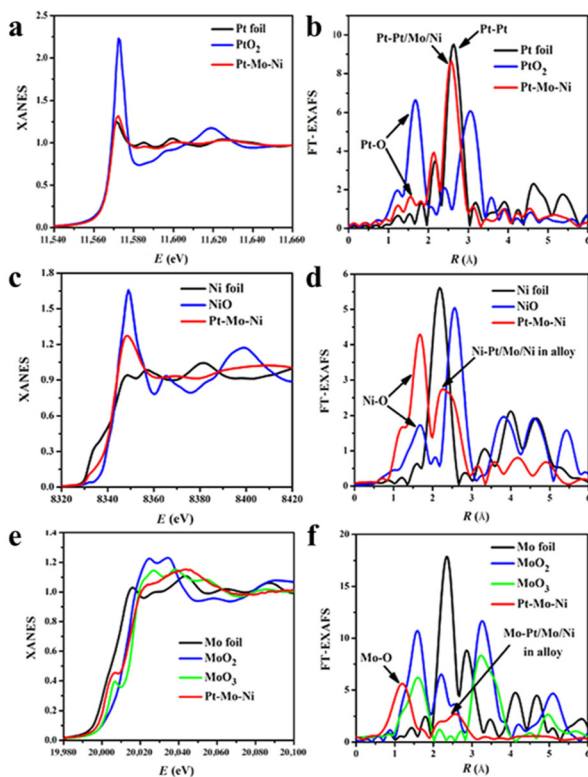 a
XANES
2.5
2.0
1.5
1.0
0.5
0.0
Pt foil
PtO2
Pt-Mo-Ni
11,540 11,560 11,580 11,600 11,620 11,640 11,660
E (eV)
b
FT- EXAFS
10
8
6
4
2
0
Pt-Pt/Mo/Ni
Pt-Pt
Pt foil
PtO2
Pt-Mo-Ni
Pt-O
0 1 2 3 4 5 6
R (Å)
c
XANES
1.8
1.5
1.2
0.9
0.6
0.3
0.0
Ni foil
NiO
Pt-Mo-Ni
8320 8340 8360 8380 8400 8420
E (eV)
d
FT-EXAFS
6
5
4
3
2
1
0
Ni foil
NiO
Pt-Mo-Ni
Ni-Pt/Mo/Ni in alloy
Ni-O
0 1 2 3 4 5 6
R (Å)
e
XANES
1.4
1.2
1.0
0.8
0.6
0.4
0.2
0.0
Mo foil
MoO2
MoO3
Pt-Mo-Ni
19,980 20,000 20,020 20,040 20,060 20,080 20,100
E (eV)
f
FT-EXAFS
20
15
10
5
0
Mo foil
MoO2
MoO3
Pt-Mo-Ni
Mo-O
Mo-Pt/Mo/Ni
in alloy
0 1 2 3 4 5 6
R (Å)